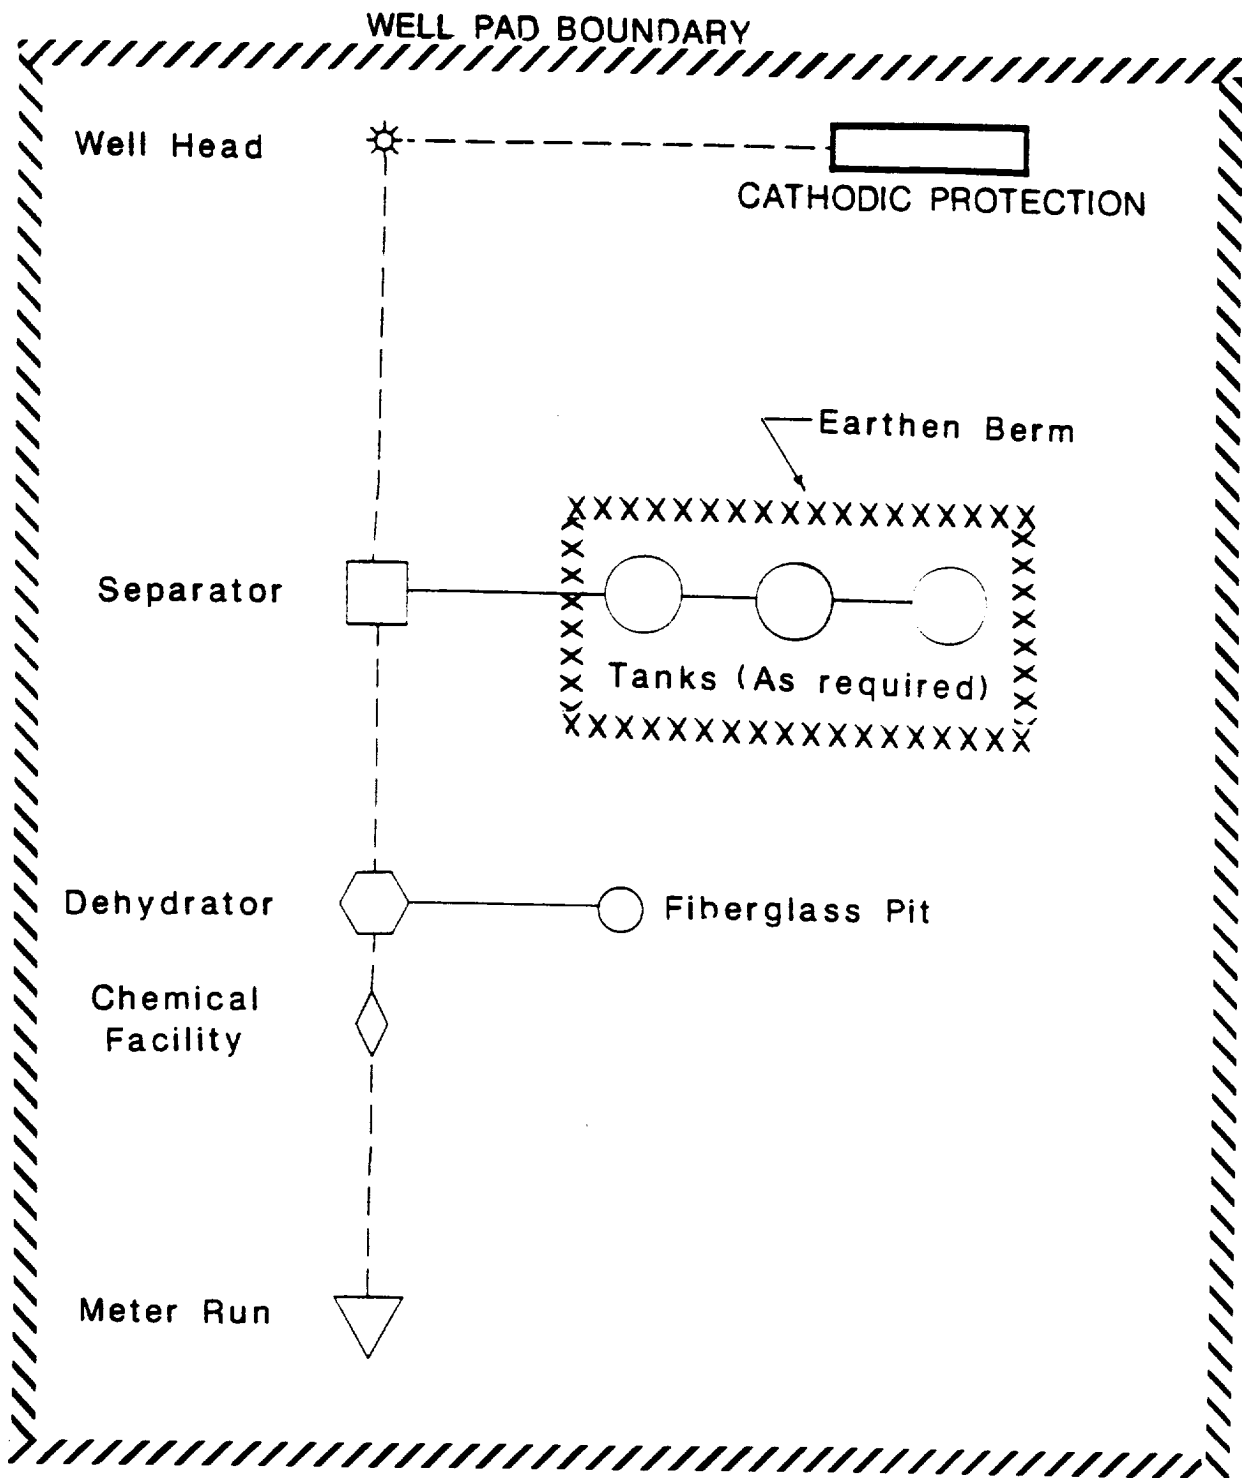 WELL PAD BOUNDARY
Well Head
CATHODIC PROTECTION
Earthen Berm
Separator
Tanks (As required)
Dehydrator
Fiberglass Pit
Chemical
Facility
Meter Run